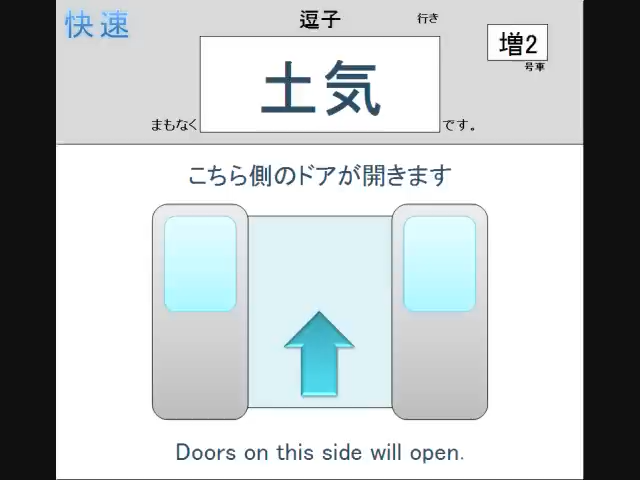 快速
逗子 行き
増2
号車
まもなく 土気 です。
こちら側のドアが開きます
Doors on this side will open.